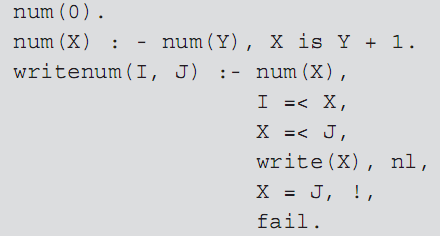 num(0).
num(X) : - num(Y), X is Y + 1.
writenum(I, J) :- num(X),
I =< X,
X =< J,
write(X), nl,
X = J, !,
fail.